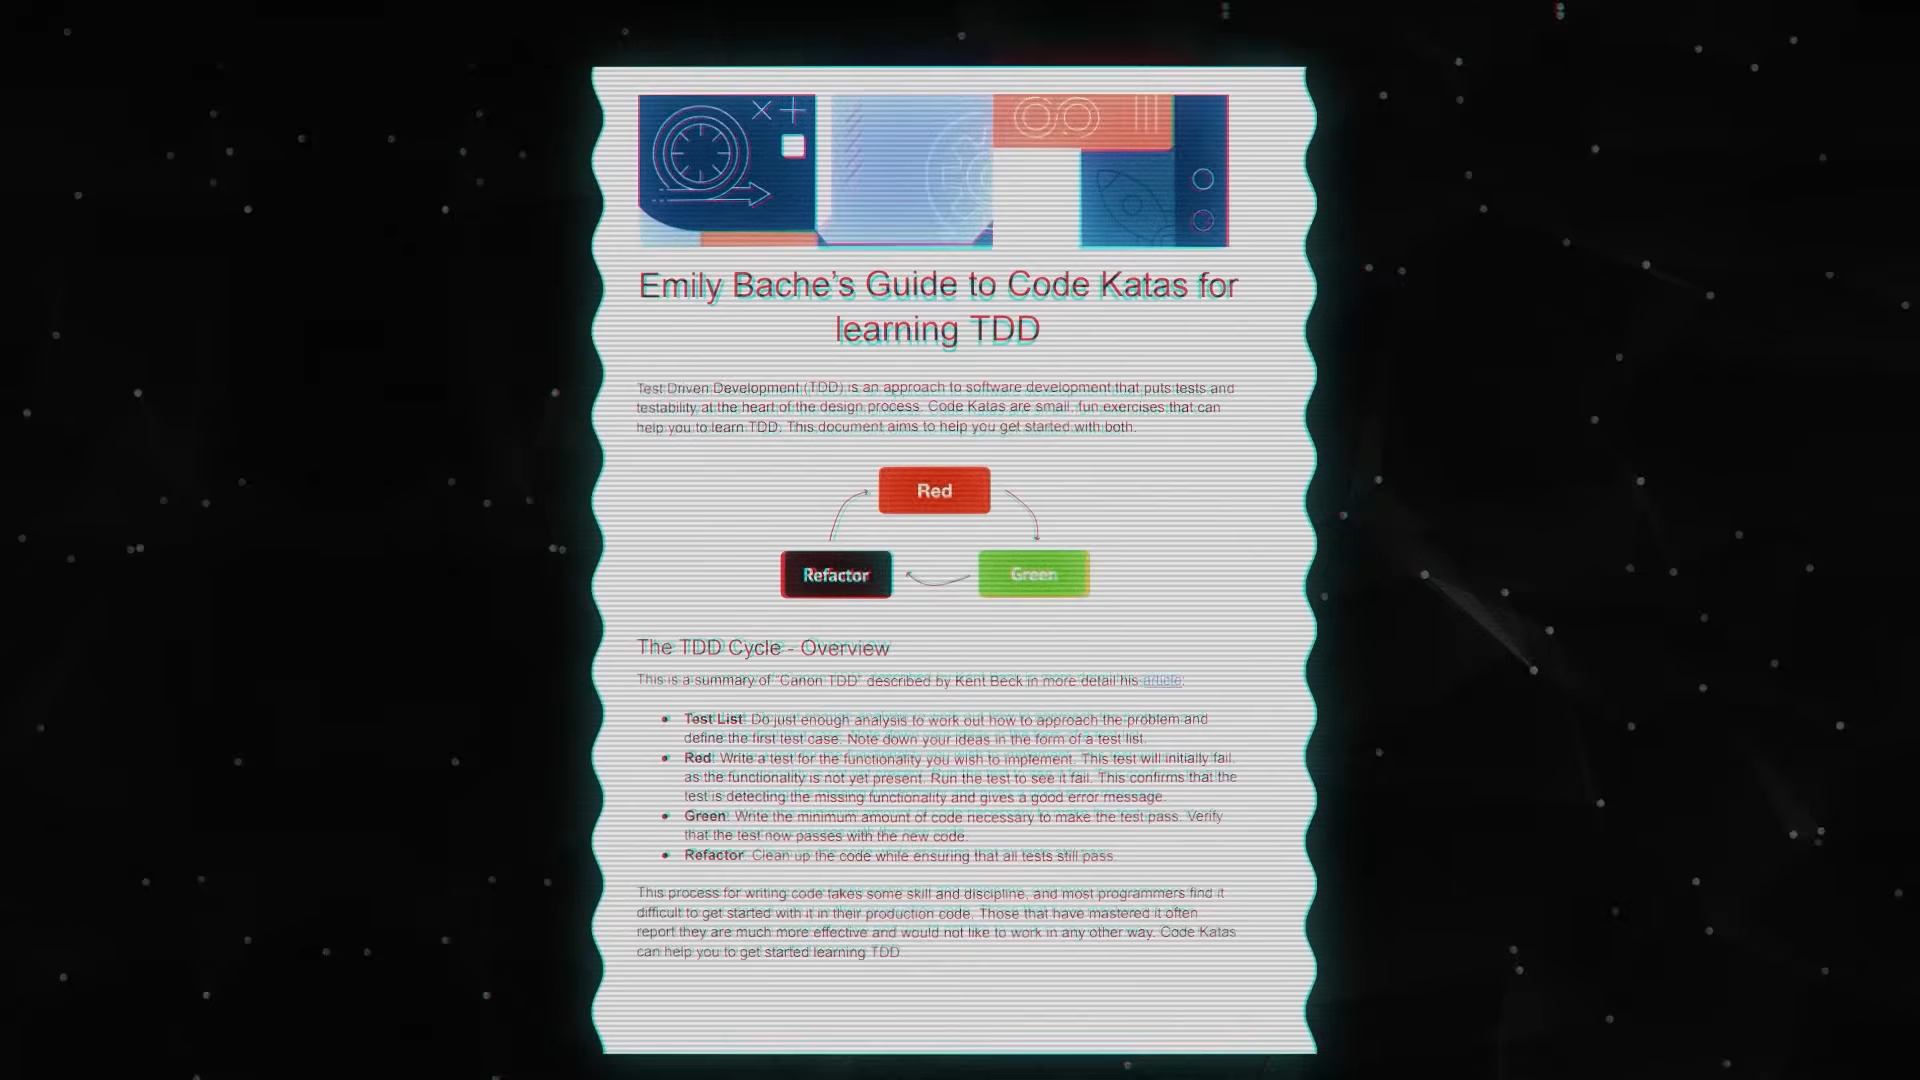 Emily Bache's Guide to Code Katas for
learning TDD
Test Driven Development (TDD) is an approach to software development that puts tests and
testability at the heart of the design process. Code Katas are small, fun exercises that can
help you to learn TDD. This document aims to help you get started with both.
Red
Refactor
Green
The TDD Cycle - Overview
This is a summary of "Canon TDD" described by Kent Beck in more detail his article:
• Test List: Do just enough analysis to work out how to approach the problem and
define the first test case. Note down your ideas in the form of a test list.
• Red: Write a test for the functionality you wish to implement. This test will initially fail,
as the functionality is not yet present. Run the test to see it fail. This confirms that the
test is detecting the missing functionality and gives a good error message.
• Green: Write the minimum amount of code necessary to make the test pass. Verify
that the test now passes with the new code.
• Refactor: Clean up the code while ensuring that all tests still pass.
This process for writing code takes some skill and discipline, and most programmers find it
difficult to get started with it in their production code. Those that have mastered it often
report they are much more effective and would not like to work in any other way. Code Katas
can help you to get started learning TDD.